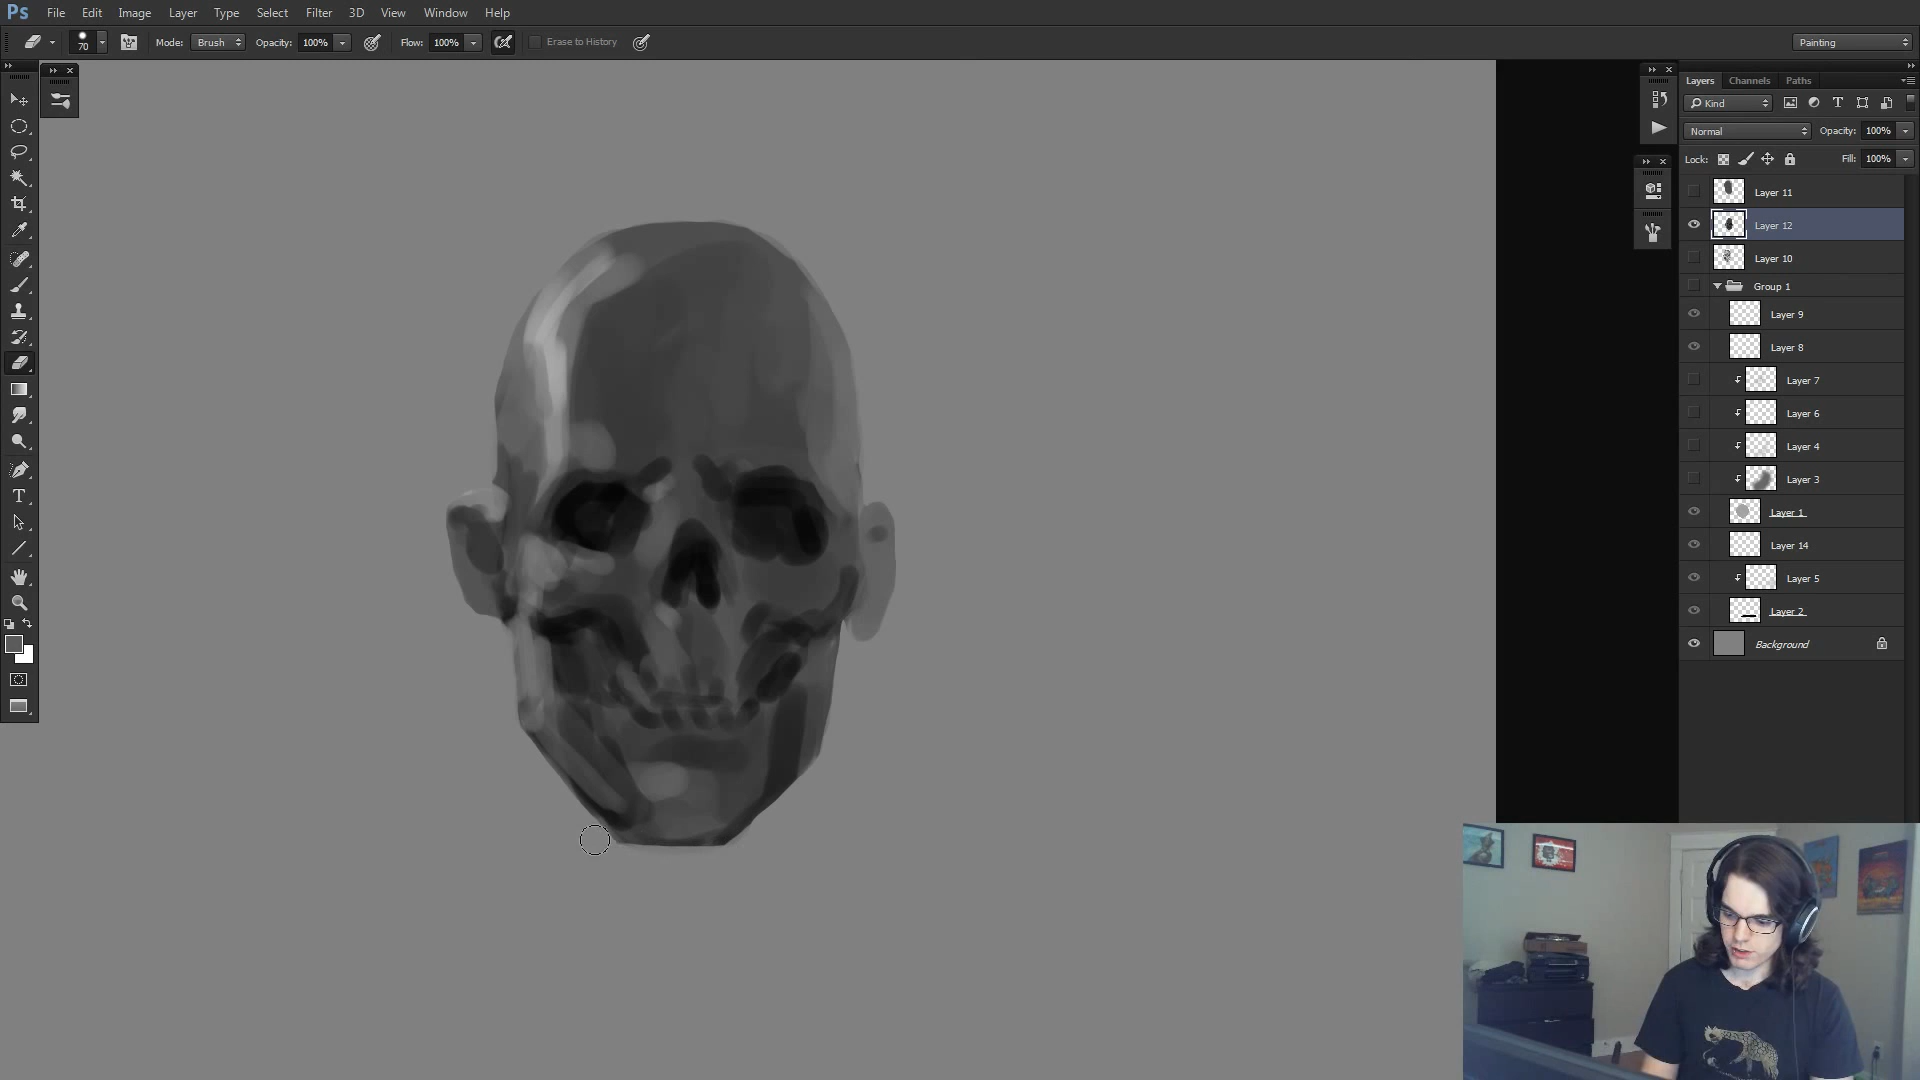 Ps File Edit Image Layer Type Select Filter 3D View Window Help
70 Mode: Brush Opacity: 100% Flow: 100% Erase to History Painting
Layers Channels Paths
Kind T
Normal Opacity: 100%
Lock: Fill: 100%
Layer 11
Layer 12
Layer 10
Group 1
Layer 9
Layer 8
Layer 7
Layer 6
Layer 4
Layer 3
Layer 1
Layer 14
Layer 5
Layer 2
Background
T